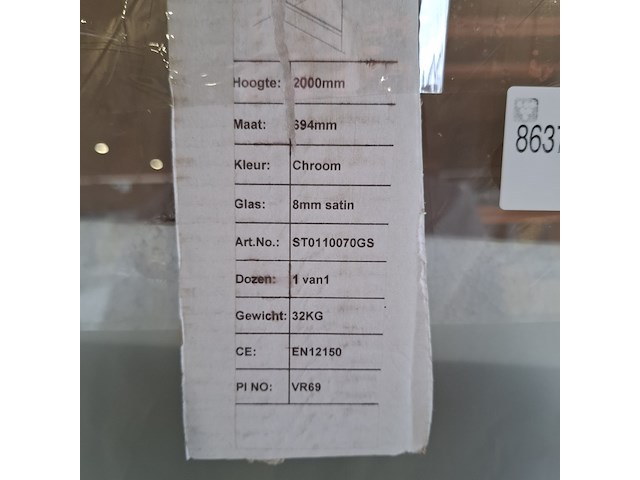 Hoogte: 2000mm
Maat: 694mm
Kleur: Chroom
Glas: 8mm satin
Art.No.: ST0110070GS
Dozen: 1 van1
Gewicht: 32KG
CE: EN12150
PI NO: VR69